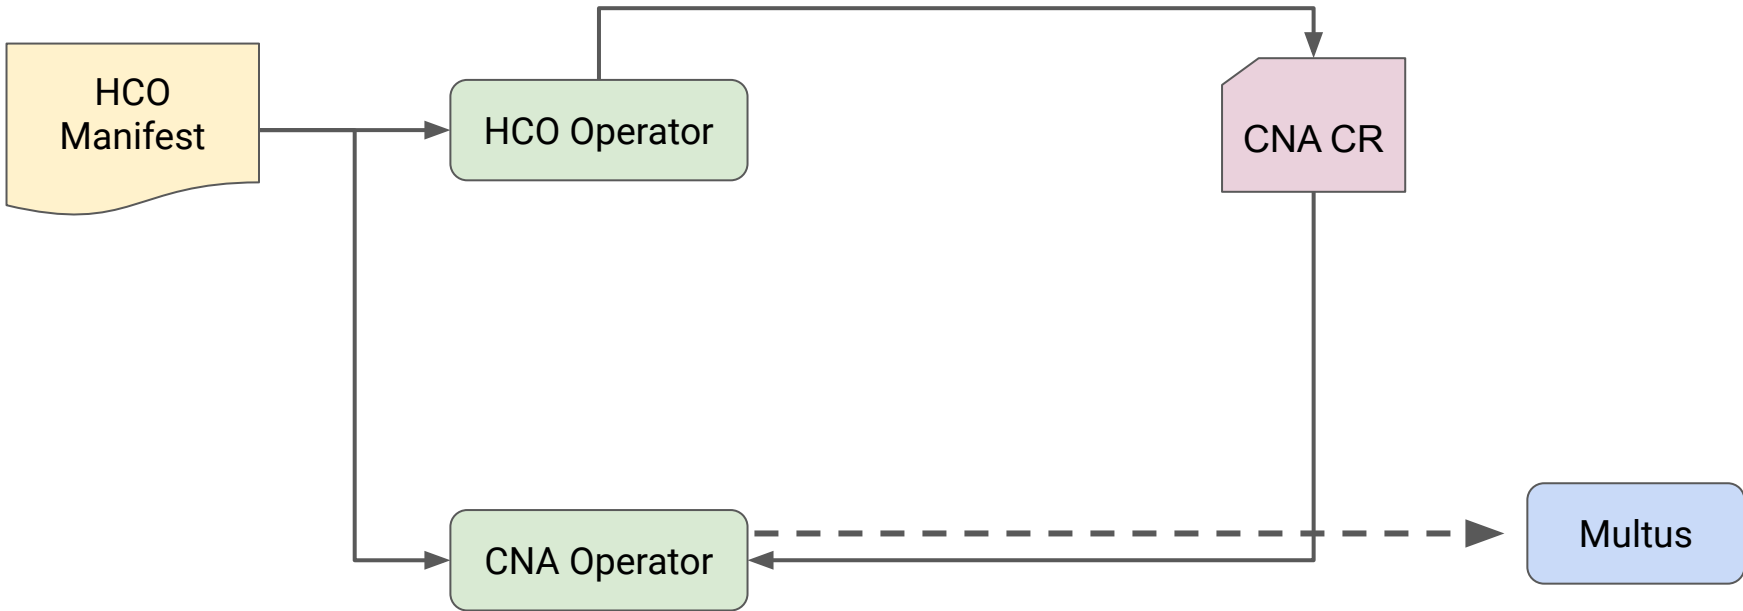 HCO
Manifest
HCO Operator
CNA CR
CNA Operator
Multus